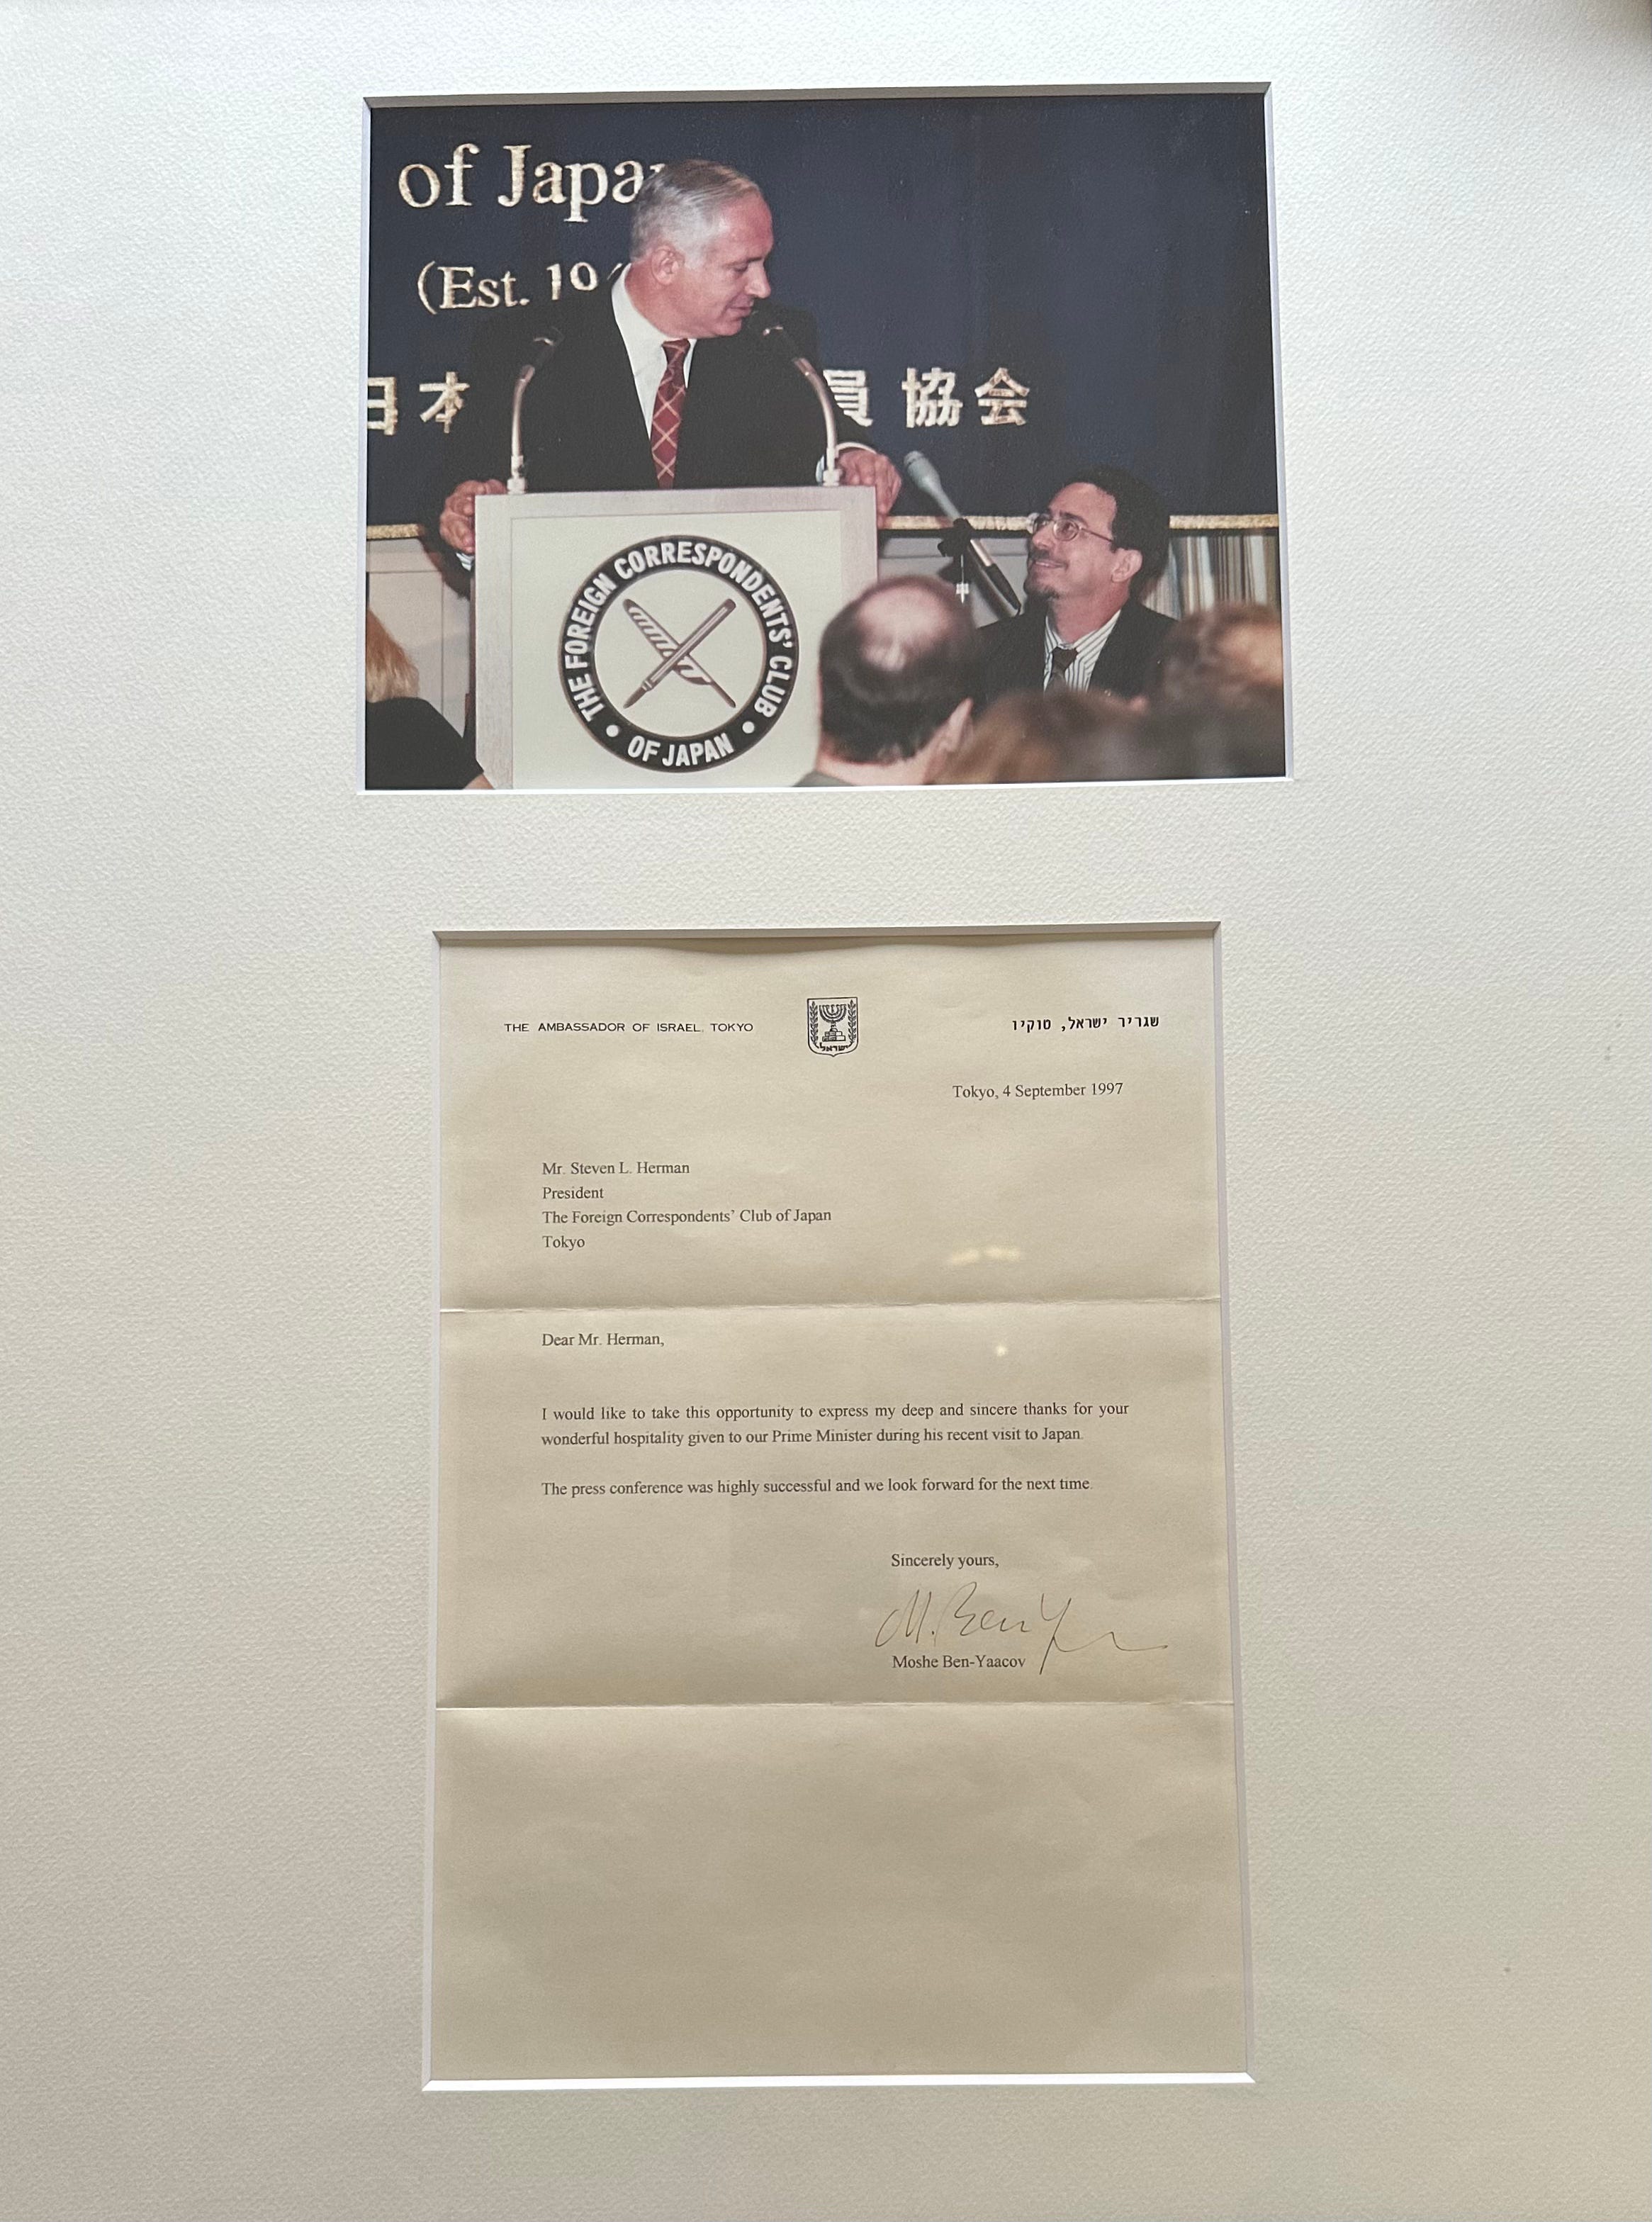 of Japan
(Est. 19
日本 員協会
THE FOREIGN CORRESPONDENTS' CLUB
• OF JAPAN •
THE AMBASSADOR OF ISRAEL, TOKYO
ישראל
שגריר ישראל, טוקיו
Tokyo, 4 September 1997
Mr. Steven L. Herman
President
The Foreign Correspondents' Club of Japan
Tokyo
Dear Mr. Herman,
I would like to take this opportunity to express my deep and sincere thanks for your
wonderful hospitality given to our Prime Minister during his recent visit to Japan.
The press conference was highly successful and we look forward for the next time.
Sincerely yours,
M. Ben Y
Moshe Ben-Yaacov